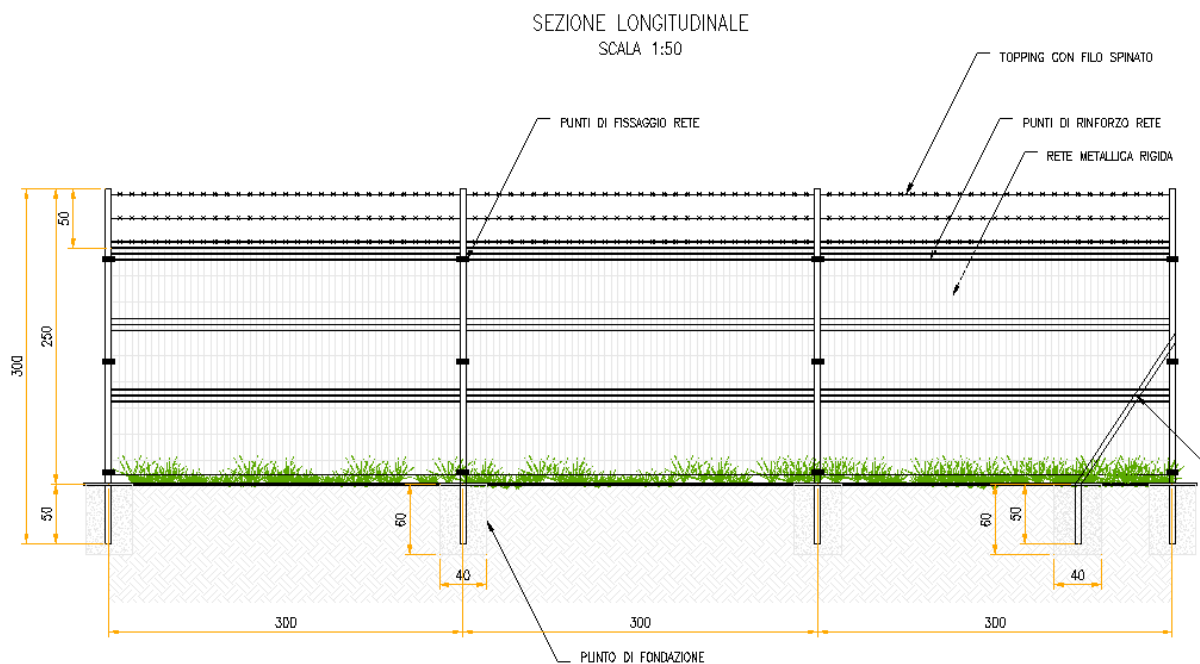 SEZIONE LONGITUDINALE
SCALA 1:50
TOPPING CON FILO SPINATO
PUNTI DI FISSAGGIO RETE
PUNTI DI RINFORZO RETE
RETE METALLICA RIGIDA
50
300
250
50
60
40
60
50
40
300
300
300
PUNTO DI FONDAZIONE